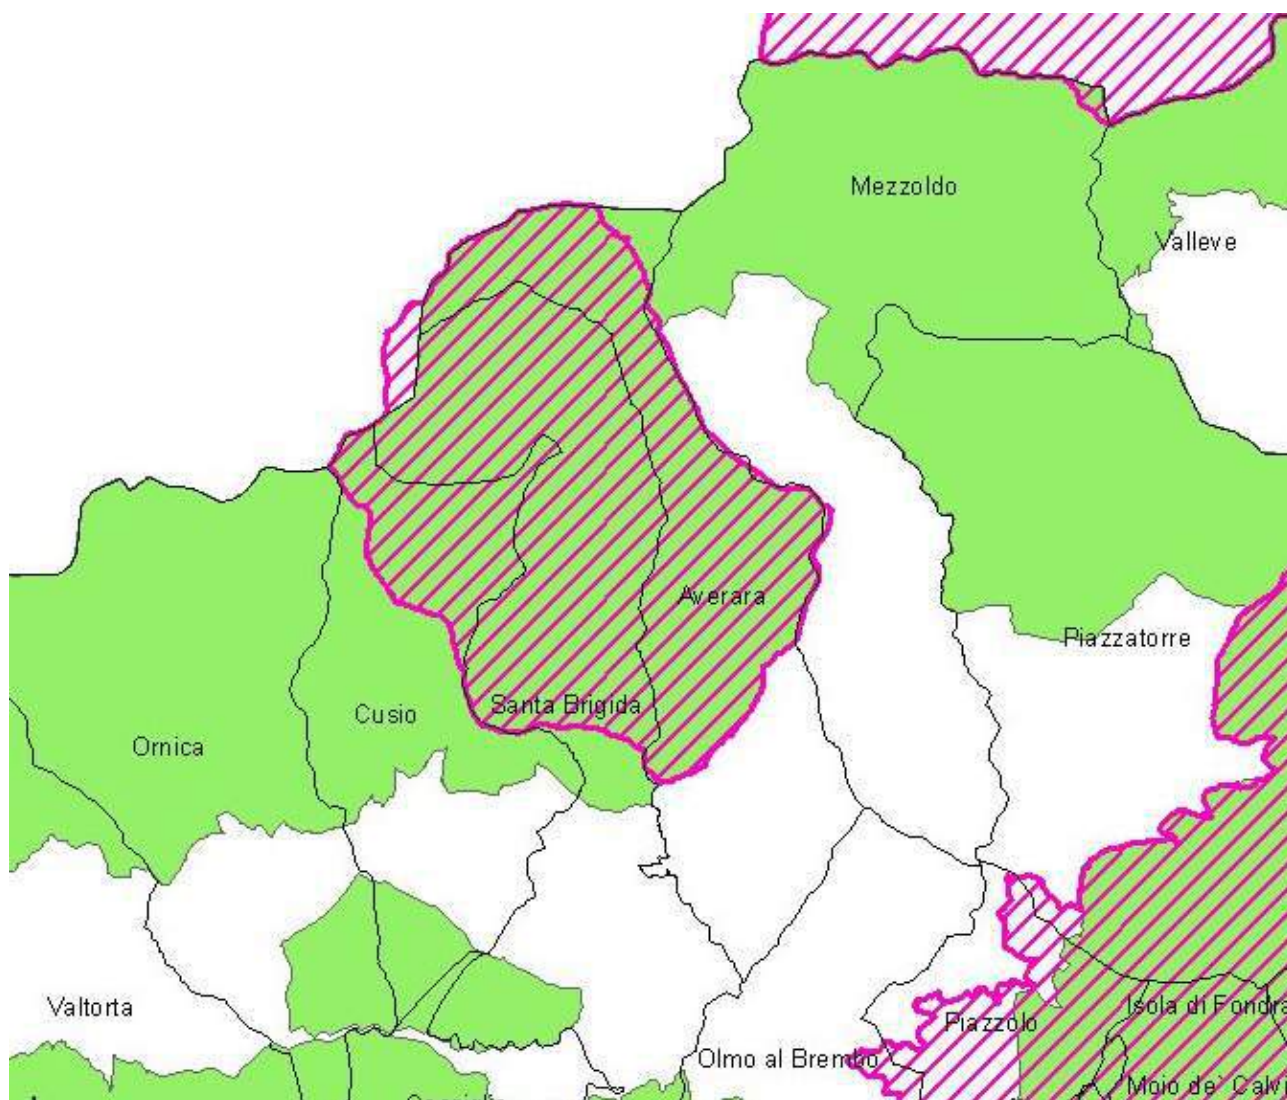 Mezzoldo
Valleve
Averara
Piazzatorre
Santa Brigida
Cusio
Ornica
Valtorta
Isola di Fondra
Piazzolo
Olmo al Brembo
Moio de` Calvi